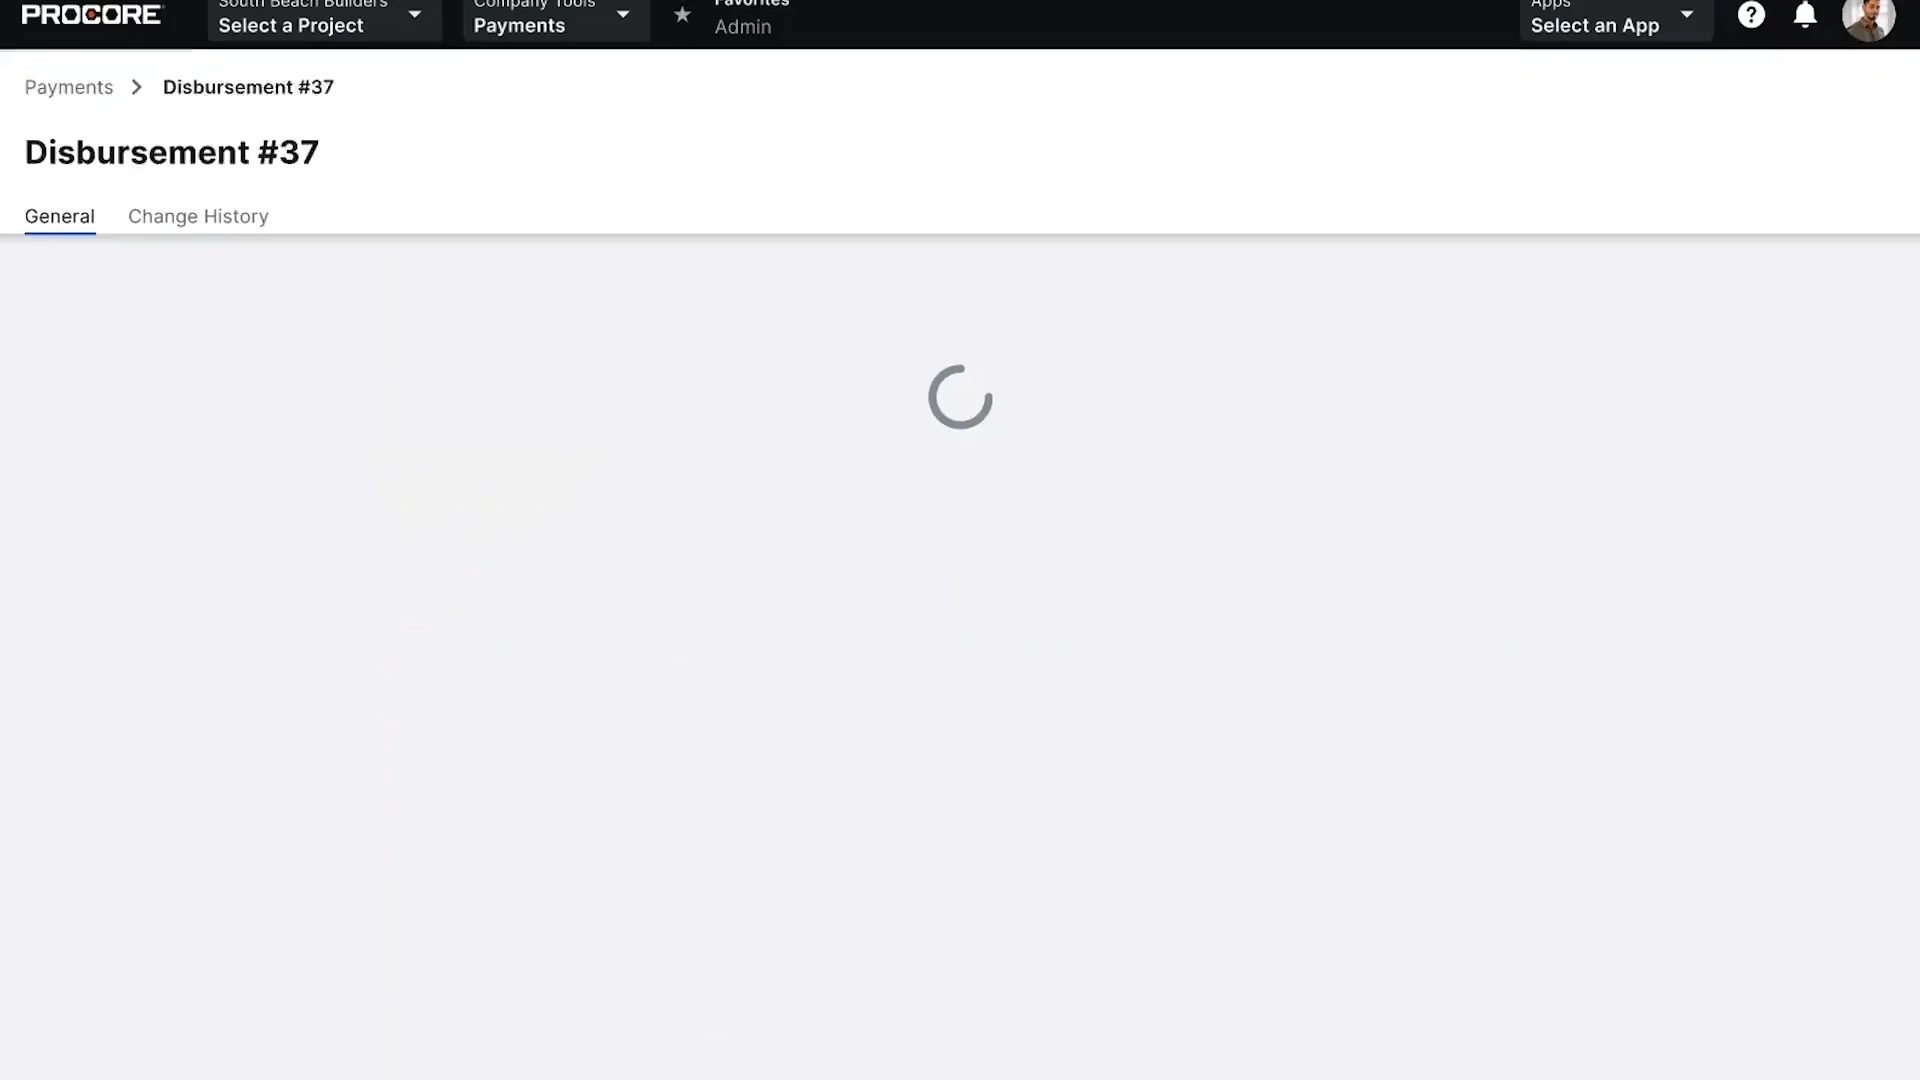 PROCORE
South Beach Builders
Select a Project
Company Tools
Payments
Favorites
Admin
Apps
Select an App
Payments > Disbursement #37
Disbursement #37
General Change History